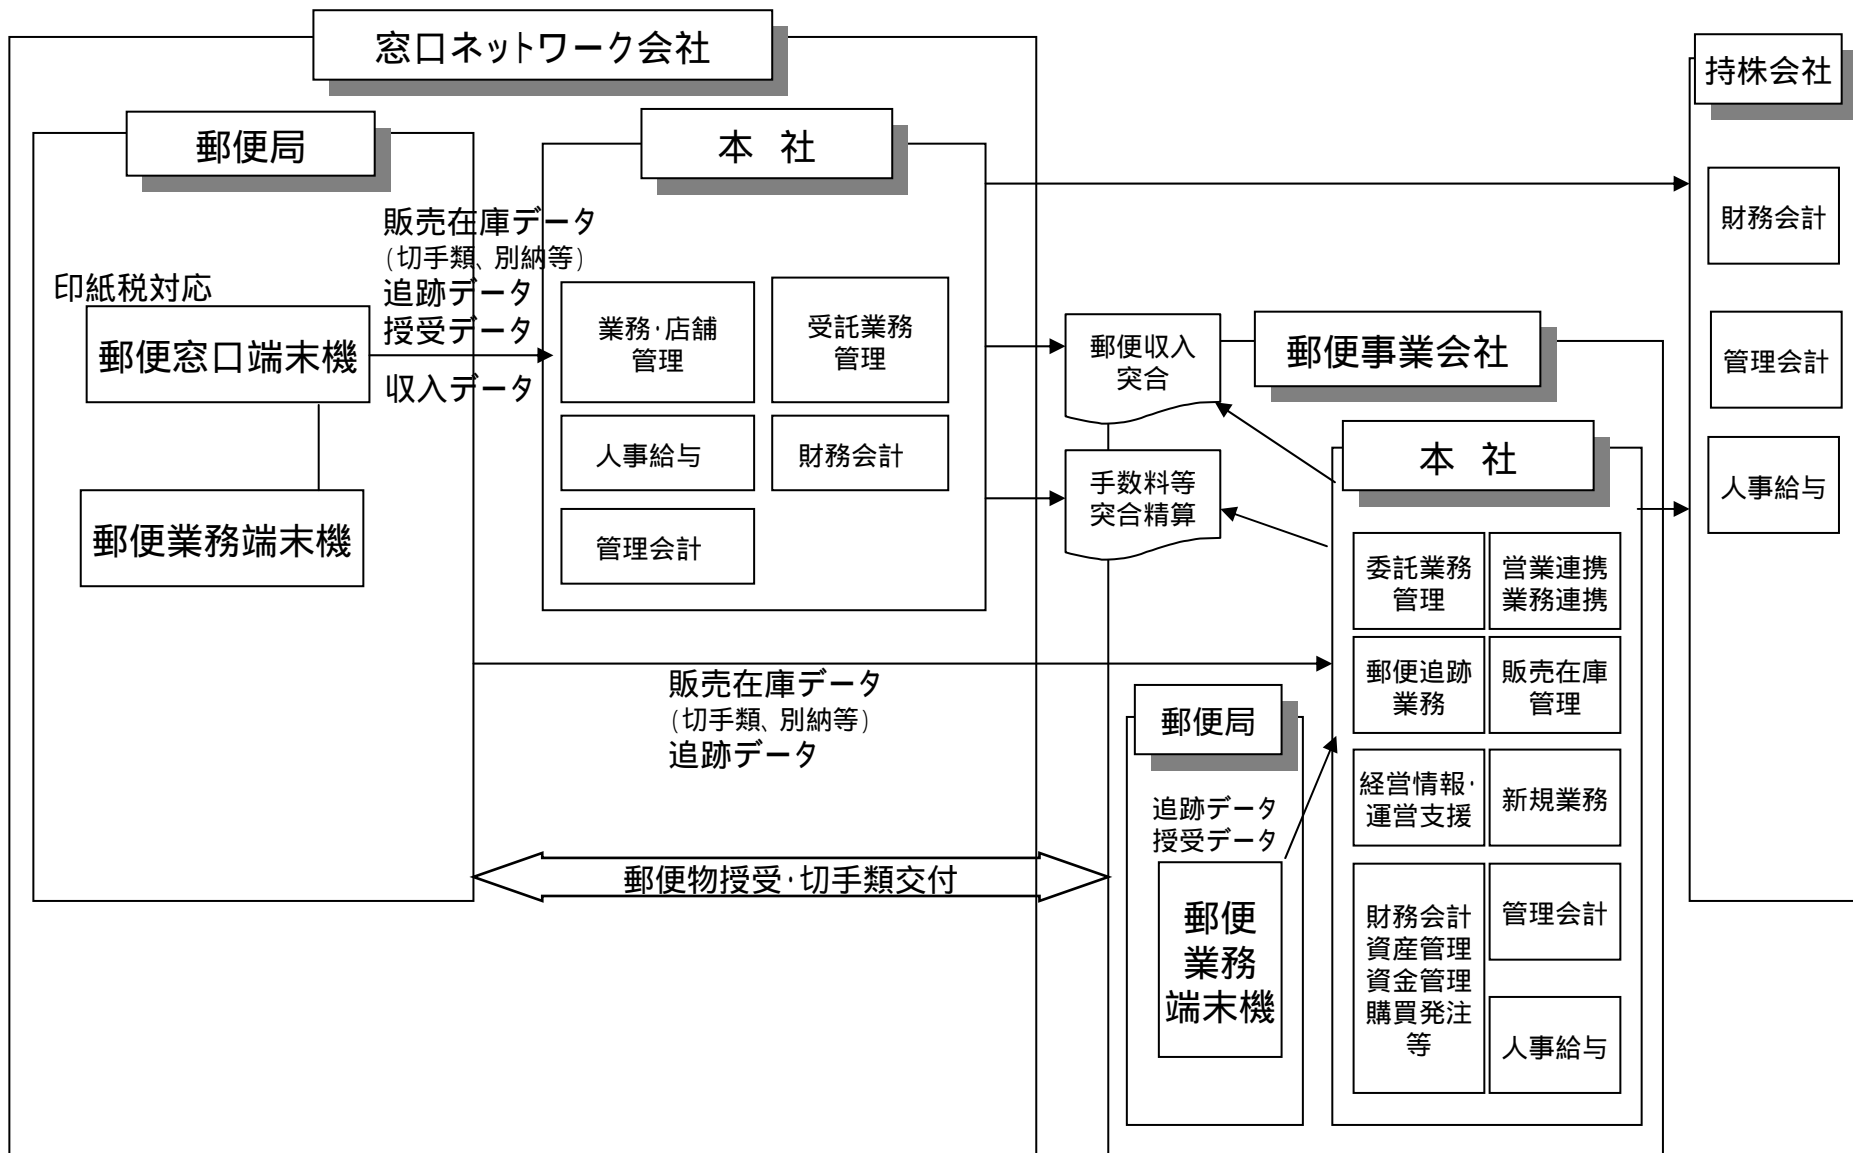 窓口ネットワーク会社
持株会社
郵便局
本 社
販売在庫データ
(切手類、別納等)
追跡データ
授受データ
収入データ
印紙税対応
郵便窓口端末機
郵便業務端末機
業務・店舗
管理
受託業務
管理
人事給与
財務会計
管理会計
郵便収入
突合
手数料等
突合精算
郵便事業会社
本 社
委託業務
管理
営業連携
業務連携
郵便追跡
業務
販売在庫
管理
経営情報・
運営支援
新規業務
財務会計
資産管理
資金管理
購買発注
等
管理会計
人事給与
販売在庫データ
(切手類、別納等)
追跡データ
郵便局
追跡データ
授受データ
郵便
業務
端末機
郵便物授受・切手類交付
財務会計
管理会計
人事給与